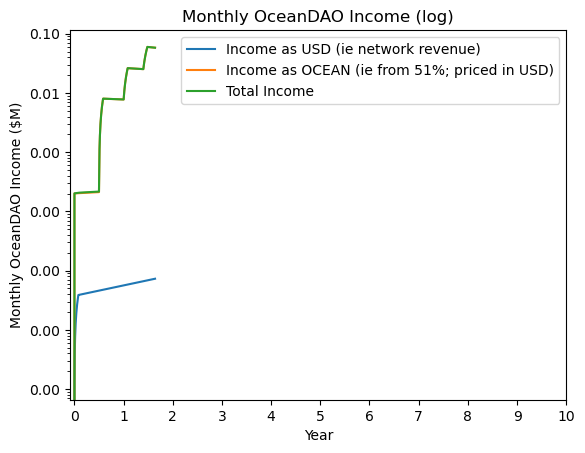 Monthly OceanDAO Income (log)
Income as USD (ie network revenue)
Income as OCEAN (ie from 51%; priced in USD)
Total Income
Monthly OceanDAO Income ($M)
0.10
0.01
0.00
0.00
0.00
0.00
0.00
0 1 2 3 4 5 6 7 8 9 10
Year